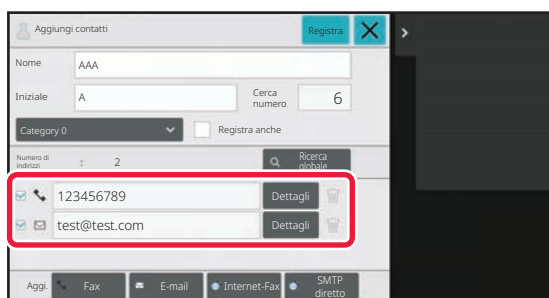 Aggiungi contatti
Registra
Nome
AAA
Iniziale
A
Cerca numero
6
Category 0
Registra anche
Numero di indirizzi
:
2
Ricerca globale
123456789
Dettagli
test@test.com
Dettagli
Aggi.
Fax
E-mail
Internet-Fax
SMTP diretto